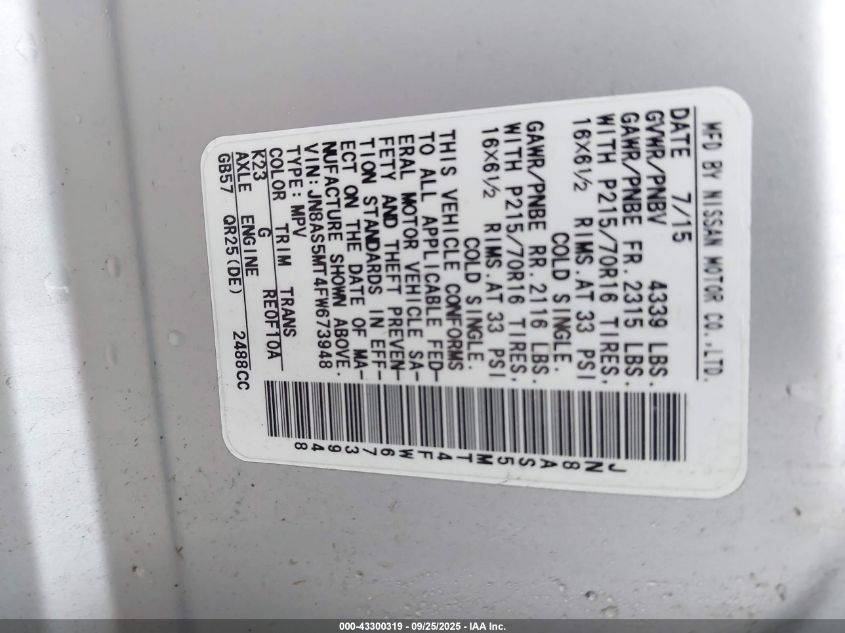 MFD BY NISSAN MOTOR CO.,LTD.
DATE 7/15
GVWR/PNBV 4339 LBS.
GAWR/PNBE FR. 2315 LBS.
WITH P215/70R16 TIRES,
16X6½ RIMS.AT 33 PSI
COLD SINGLE.
GAWR/PNBE RR. 2116 LBS.
WITH P215/70R16 TIRES,
16X6½ RIMS.AT 33 PSI
COLD SINGLE.
THIS VEHICLE CONFORMS
TO ALL APPLICABLE FED-
ERAL MOTOR VEHICLE SA-
FETY AND THEFT PREVEN-
TION STANDARDS IN EFF-
ECT ON THE DATE OF MA-
NUFACTURE SHOWN ABOVE.
VIN:JN8AS5MT4FW673948
TYPE:MPV
COLOR TRIM TRANS
K23 G RE0F10A
AXLE ENGINE
GB57 QR25(DE) 2488CC
JN8AS5MT4FW673948
000-43300319 - 09/25/2025 - IAA Inc.